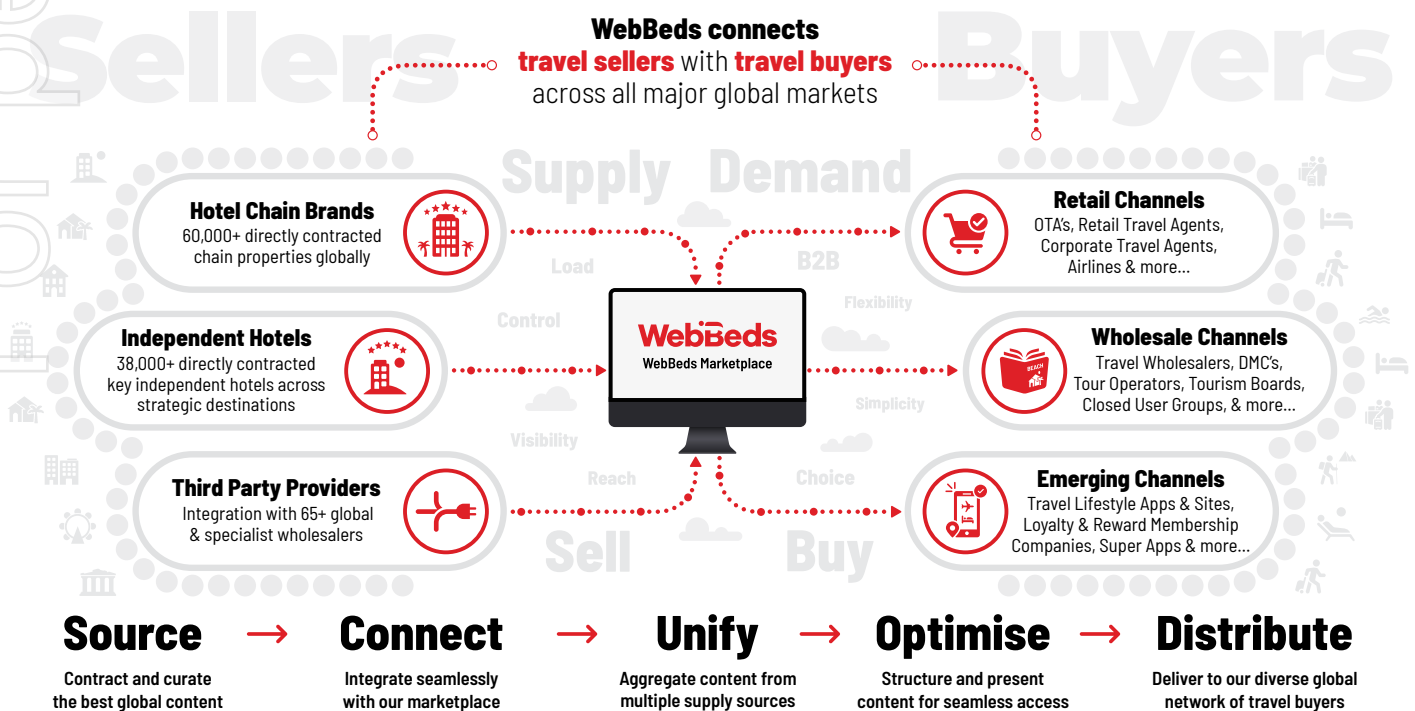 Sellers
Buyers
WebBeds connects
travel sellers with travel buyers
across all major global markets
Supply
Demand
Hotel Chain Brands
60,000+ directly contracted
chain properties globally
Retail Channels
OTA's, Retail Travel Agents,
Corporate Travel Agents,
Airlines & more...
Load
B2B
Flexibility
Control
WebBeds
WebBeds Marketplace
Independent Hotels
38,000+ directly contracted
key independent hotels across
strategic destinations
Wholesale Channels
Travel Wholesalers, DMC's,
Tour Operators, Tourism Boards,
Closed User Groups, & more...
BEACH
Simplicity
Visibility
Reach
Choice
Third Party Providers
Integration with 65+ global
& specialist wholesalers
Emerging Channels
Travel Lifestyle Apps & Sites,
Loyalty & Reward Membership
Companies, Super Apps & more...
Sell
Buy
Source
Contract and curate
the best global content
Connect
Integrate seamlessly
with our marketplace
Unify
Aggregate content from
multiple supply sources
Optimise
Structure and present
content for seamless access
Distribute
Deliver to our diverse global
network of travel buyers